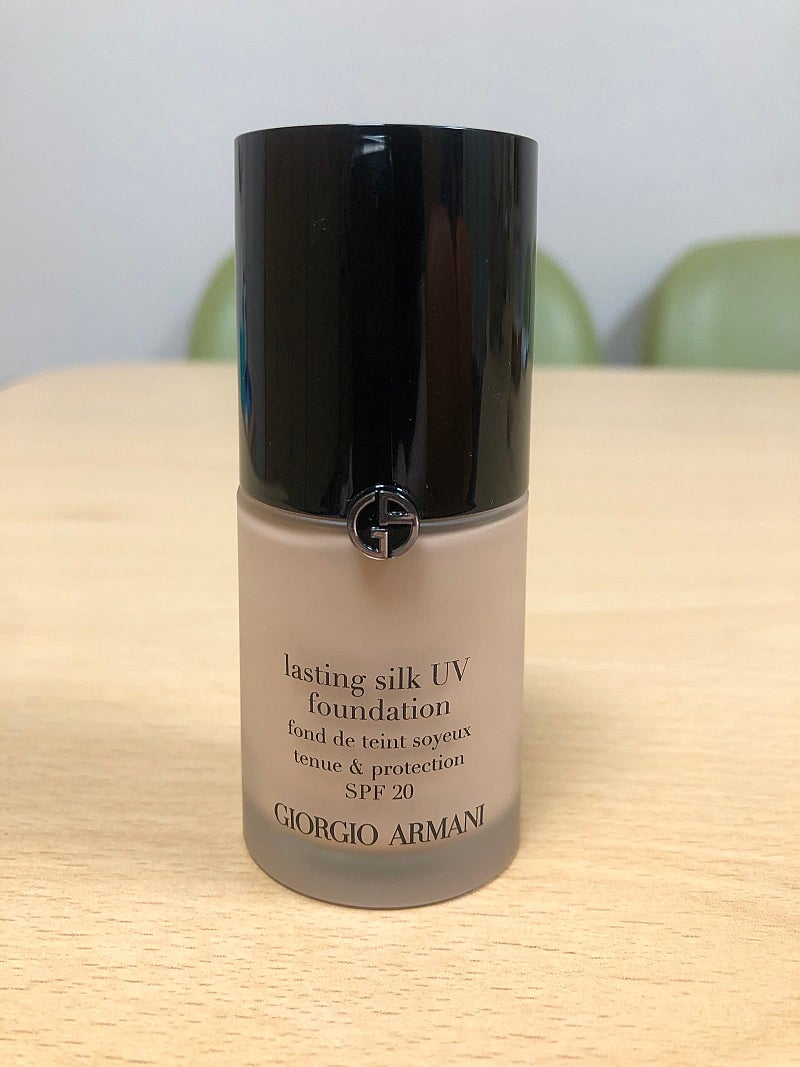 lasting silk UV
foundation
fond de teint soyeux
tenue & protection
SPF 20
GIORGIO ARMANI